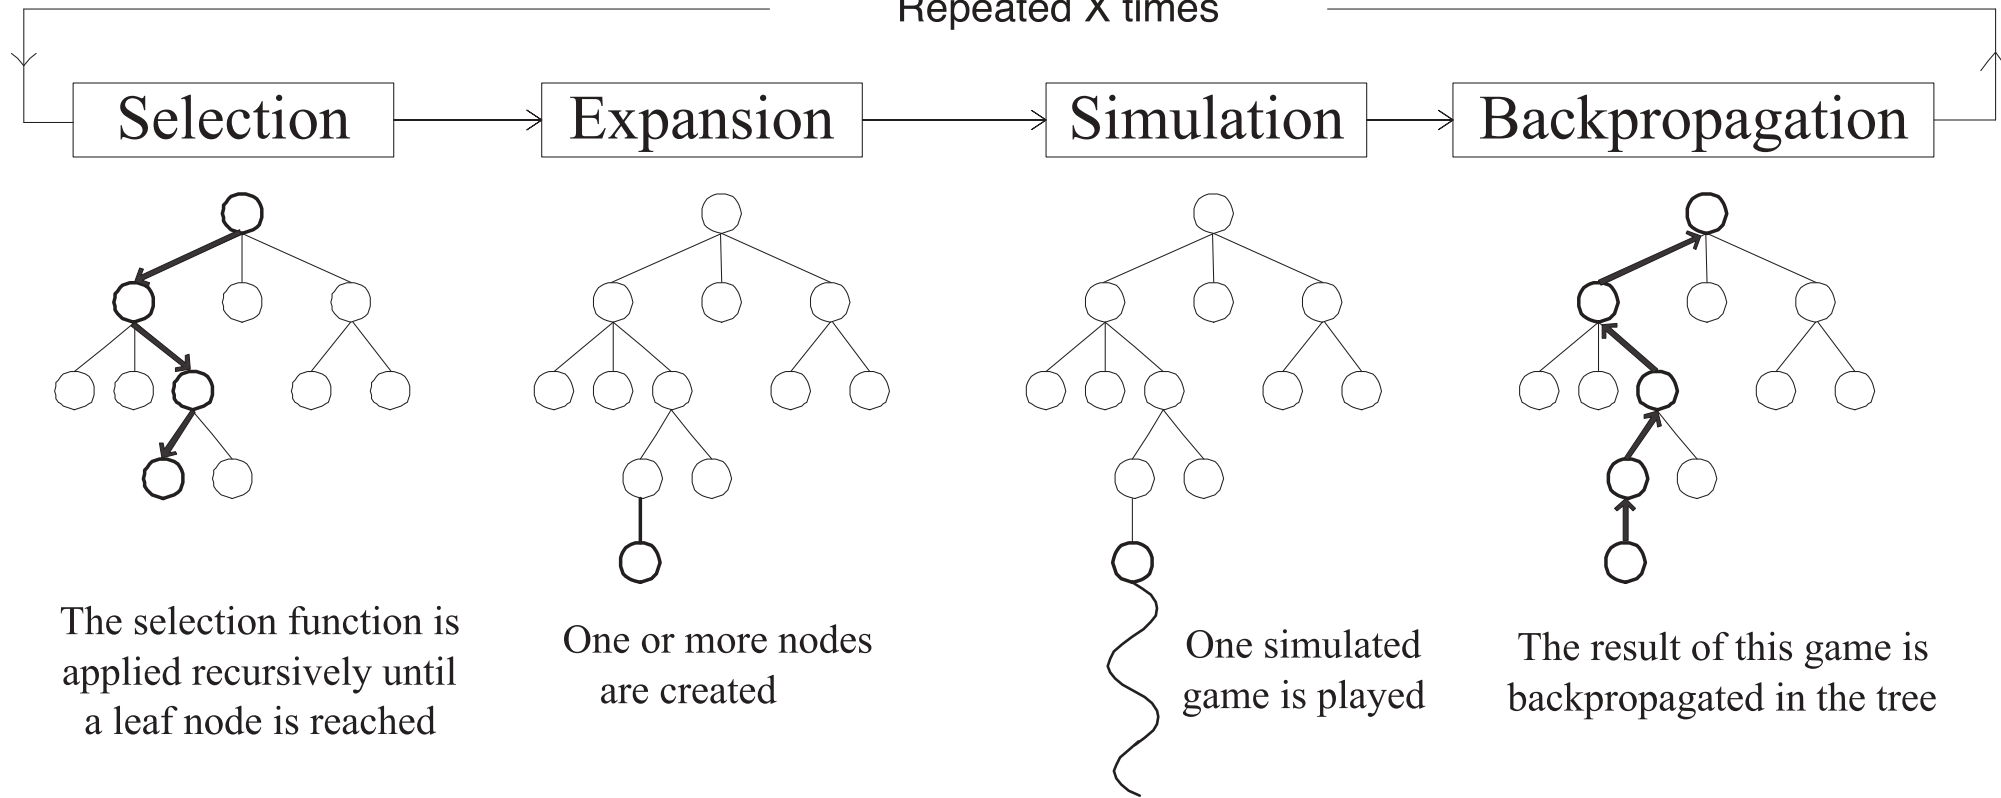 Repeated X times
Selection
Expansion
Simulation
Backpropagation
The selection function is
applied recursively until
a leaf node is reached
One or more nodes
are created
One simulated
game is played
The result of this game is
backpropagated in the tree